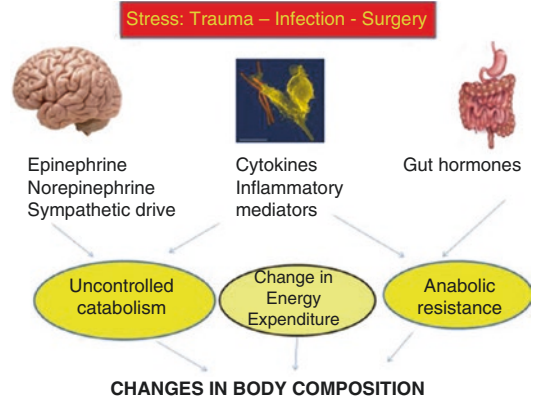 Stress: Trauma – Infection - Surgery
Epinephrine
Norepinephrine
Sympathetic drive
Cytokines
Inflammatory
mediators
Gut hormones
Uncontrolled
catabolism
Change in
Energy
Expenditure
Anabolic
resistance
CHANGES IN BODY COMPOSITION